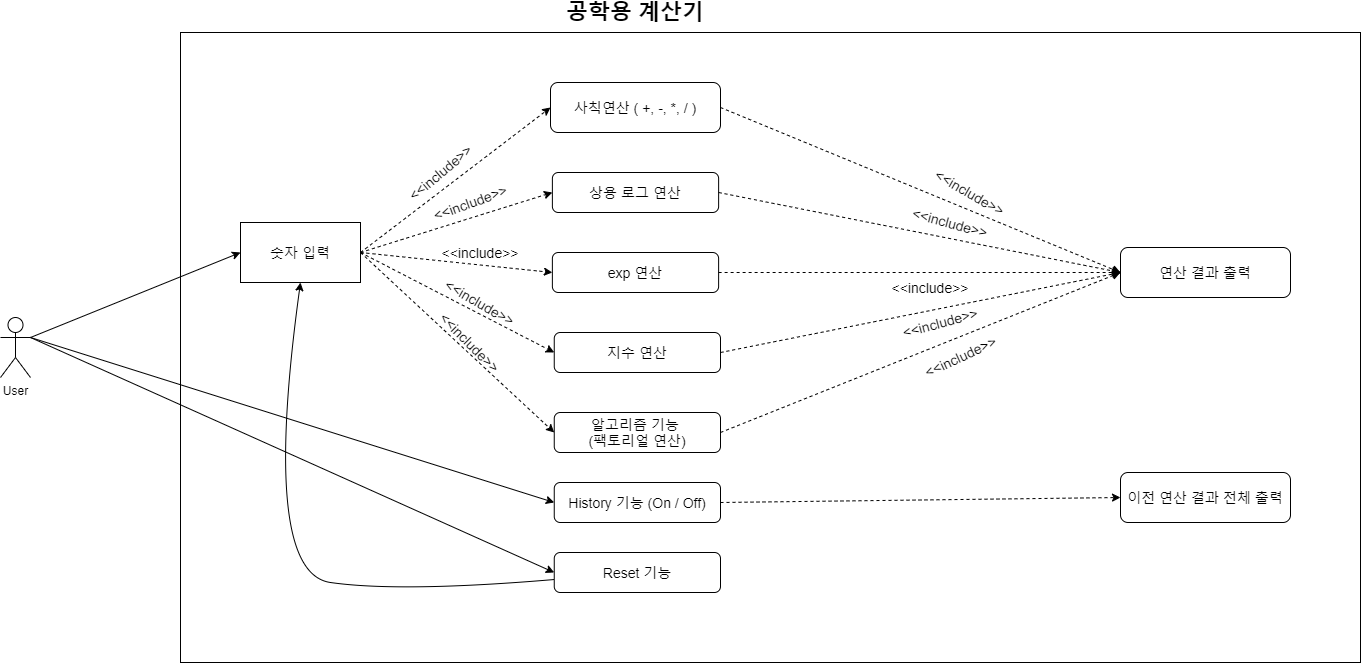 공학용 계산기
사칙연산 ( +, -, *, / )
<<include>>
<<include>>
상용 로그 연산
<<include>>
<<include>>
숫자 입력
<<include>>
exp 연산
연산 결과 출력
<<include>>
<<include>>
<<include>>
<<include>>
지수 연산
<<include>>
User
알고리즘 기능
(팩토리얼 연산)
History 기능 (On / Off)
이전 연산 결과 전체 출력
Reset 기능